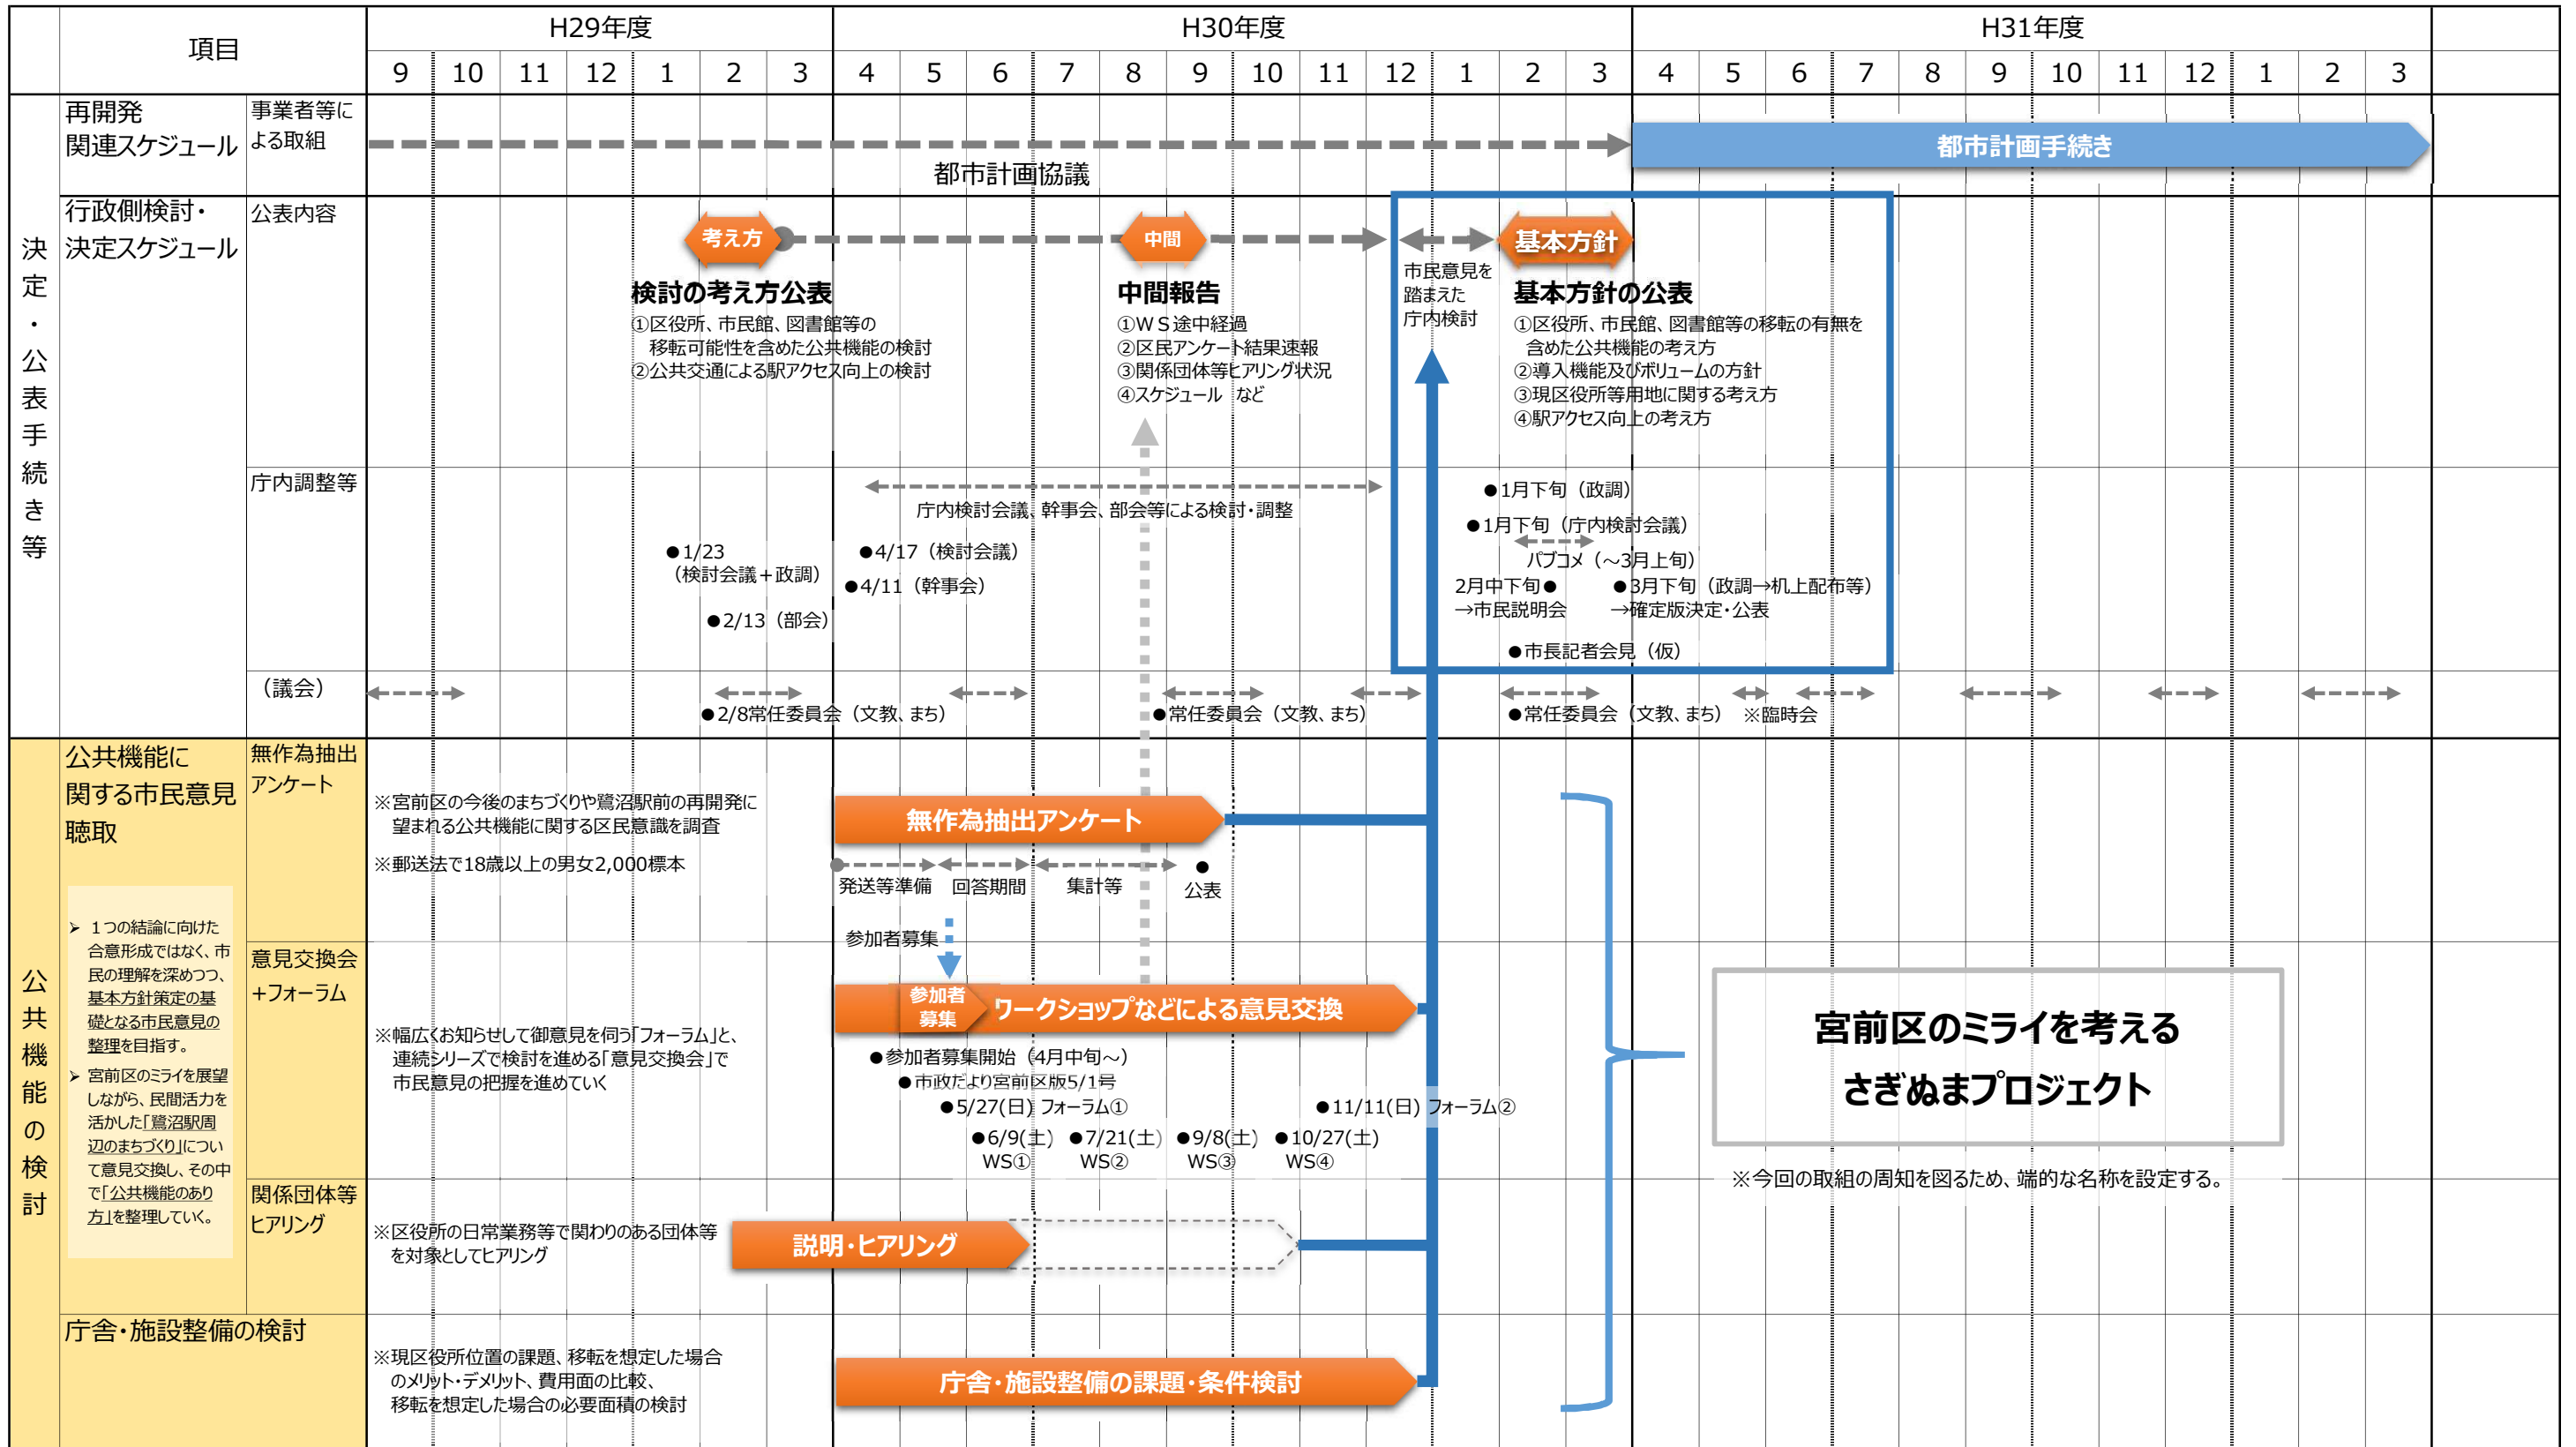 項目
H29年度
H30年度
H31年度
9 10 11 12 1 2 3 4 5 6 7 8 9 10 11 12 1 2 3 4 5 6 7 8 9 10 11 12 1 2 3
決定・公表手続き等
再開発
関連スケジュール
事業者等に
よる取組
都市計画協議
都市計画手続き
行政側検討・
決定スケジュール
公表内容
考え方
検討の考え方公表
①区役所、市民館、図書館等の
移転可能性を含めた公共機能の検討
②公共交通による駅アクセス向上の検討
中間
中間報告
①WS途中経過
②区民アンケート結果速報
③関係団体等ヒアリング状況
④スケジュール など
市民意見を
踏まえた
庁内検討
基本方針
基本方針の公表
①区役所、市民館、図書館等の移転の有無を
含めた公共機能の考え方
②導入機能及びボリュームの方針
③現区役所等用地に関する考え方
④駅アクセス向上の考え方
庁内調整等
庁内検討会議、幹事会、部会等による検討・調整
●1/23
（検討会議＋政調）
●2/13（部会）
●4/17（検討会議）
●4/11（幹事会）
●1月下旬（政調）
●1月下旬（庁内検討会議）
パブコメ（～3月上旬）
2月中下旬●
→市民説明会
●3月下旬（政調→机上配布等）
→確定版決定・公表
●市長記者会見（仮）
（議会）
●2/8常任委員会（文教、まち）
●常任委員会（文教、まち）
●常任委員会（文教、まち）
※臨時会
公共機能の検討
公共機能に
関する市民意見
聴取
➢ １つの結論に向けた
合意形成ではなく、市
民の理解を深めつつ、
基本方針策定の基
礎となる市民意見の
整理を目指す。
➢ 宮前区のミライを展望
しながら、民間活力を
活かした「鷺沼駅周
辺のまちづくり」につい
て意見交換し、その中
で「公共機能のあり
方」を整理していく。
無作為抽出
アンケート
※宮前区の今後のまちづくりや鷺沼駅前の再開発に
望まれる公共機能に関する区民意識を調査
※郵送法で18歳以上の男女2,000標本
無作為抽出アンケート
発送等準備
回答期間
集計等
公表
●
参加者募集
意見交換会
+フォーラム
※幅広くお知らせして御意見を伺う「フォーラム」と、
連続シリーズで検討を進める「意見交換会」で
市民意見の把握を進めていく
参加者
募集
ワークショップなどによる意見交換
●参加者募集開始（4月中旬～）
●市政だより宮前区版5/1号
●5/27(日) フォーラム①
●11/11(日) フォーラム②
●6/9(土)
WS①
●7/21(土)
WS②
●9/8(土)
WS③
●10/27(土)
WS④
宮前区のミライを考える
さぎぬまプロジェクト
※今回の取組の周知を図るため、端的な名称を設定する。
関係団体等
ヒアリング
※区役所の日常業務等で関わりのある団体等
を対象としてヒアリング
説明・ヒアリング
庁舎・施設整備の検討
※現区役所位置の課題、移転を想定した場合
のメリット・デメリット、費用面の比較、
移転を想定した場合の必要面積の検討
庁舎・施設整備の課題・条件検討